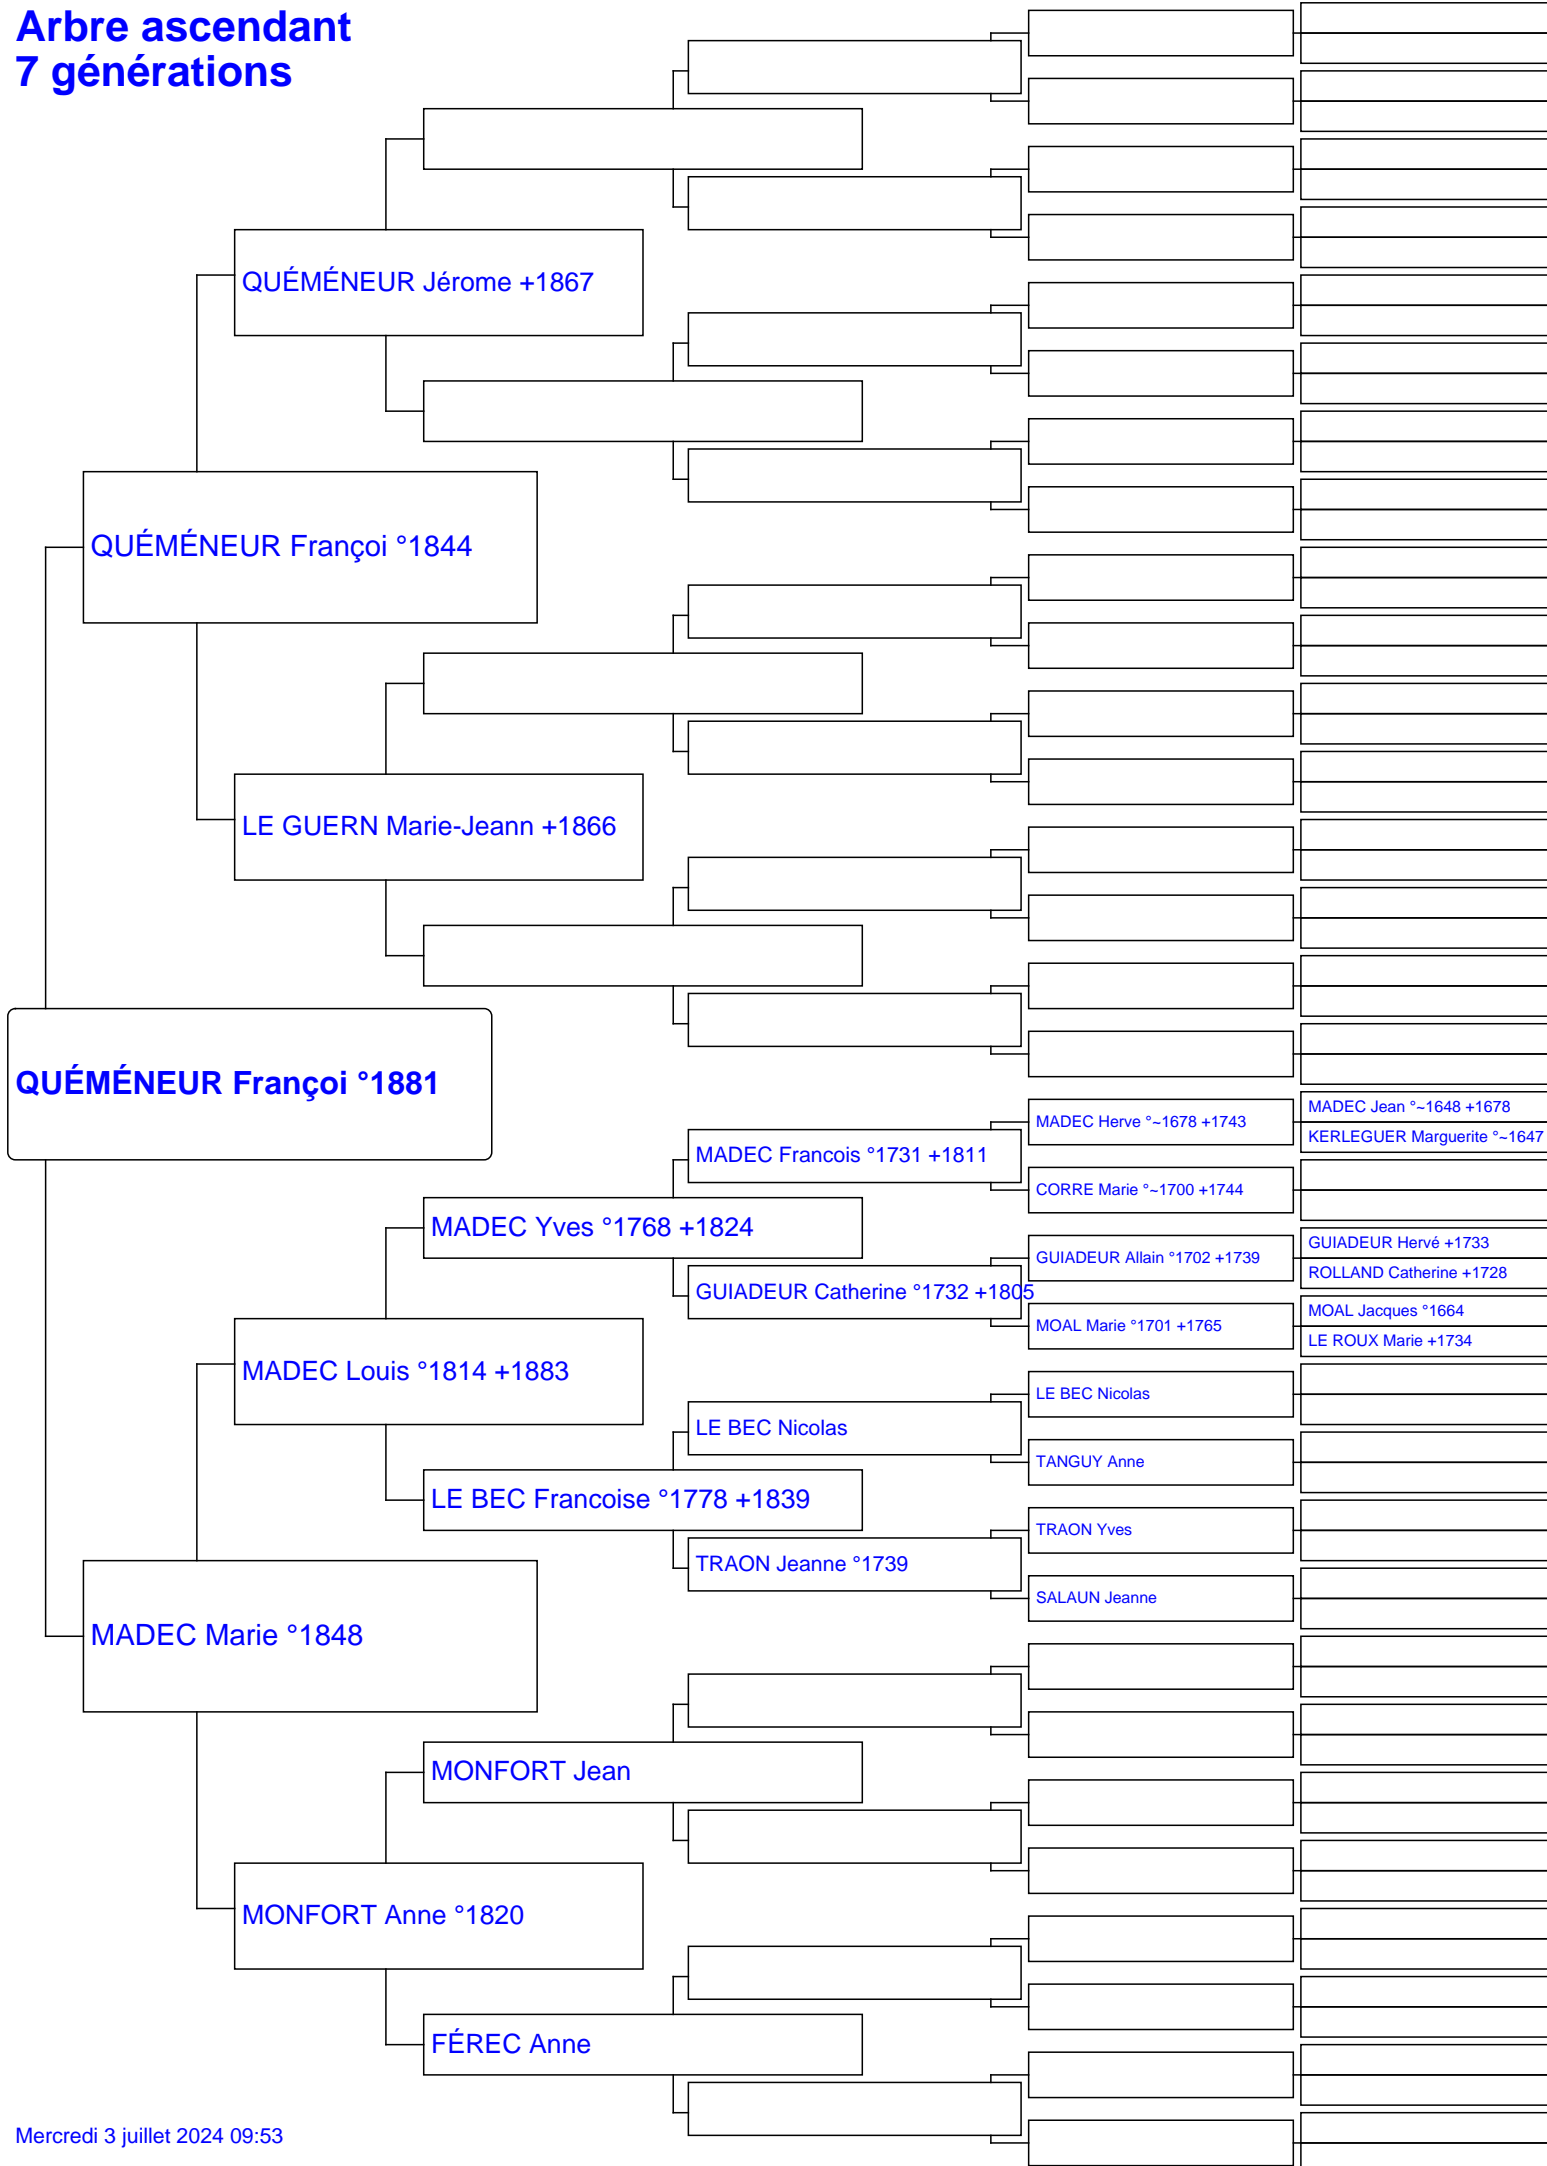 Arbre ascendant
7 générations
QUÉMÉNEUR Jérome +1867
QUÉMÉNEUR Françoi °1844
LE GUERN Marie-Jeann +1866
QUÉMÉNEUR Françoi °1881
MADEC Jean °~1648 +1678
MADEC Herve °~1678 +1743
KERLEGUER Marguerite °~1647
MADEC Francois °1731 +1811
CORRE Marie °~1700 +1744
MADEC Yves °1768 +1824
GUIADEUR Hervé +1733
GUIADEUR Allain °1702 +1739
ROLLAND Catherine +1728
GUIADEUR Catherine °1732 +1805
MOAL Jacques °1664
MOAL Marie °1701 +1765
LE ROUX Marie +1734
MADEC Louis °1814 +1883
LE BEC Nicolas
LE BEC Nicolas
TANGUY Anne
LE BEC Francoise °1778 +1839
TRAON Yves
TRAON Jeanne °1739
SALAUN Jeanne
MADEC Marie °1848
MONFORT Jean
MONFORT Anne °1820
FÉREC Anne
Mercredi 3 juillet 2024 09:53